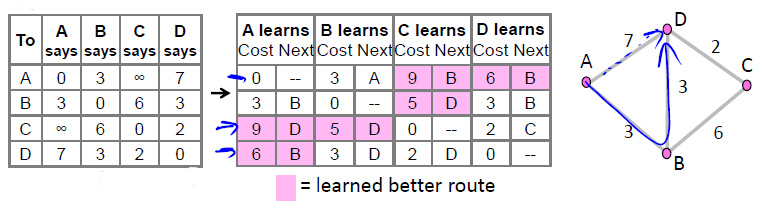 To A says B says C says D says
A 0 3 ∞ 7
B 3 0 6 3
C ∞ 6 0 2
D 7 3 2 0
A learns B learns C learns D learns
Cost Next Cost Next Cost Next Cost Next
0 -- 3 A 9 B 6 B
3 B 0 -- 5 D 3 B
9 D 5 D 0 -- 2 C
6 B 3 D 2 D 0 --
= learned better route
D
7 2
A C
3
3 6
B